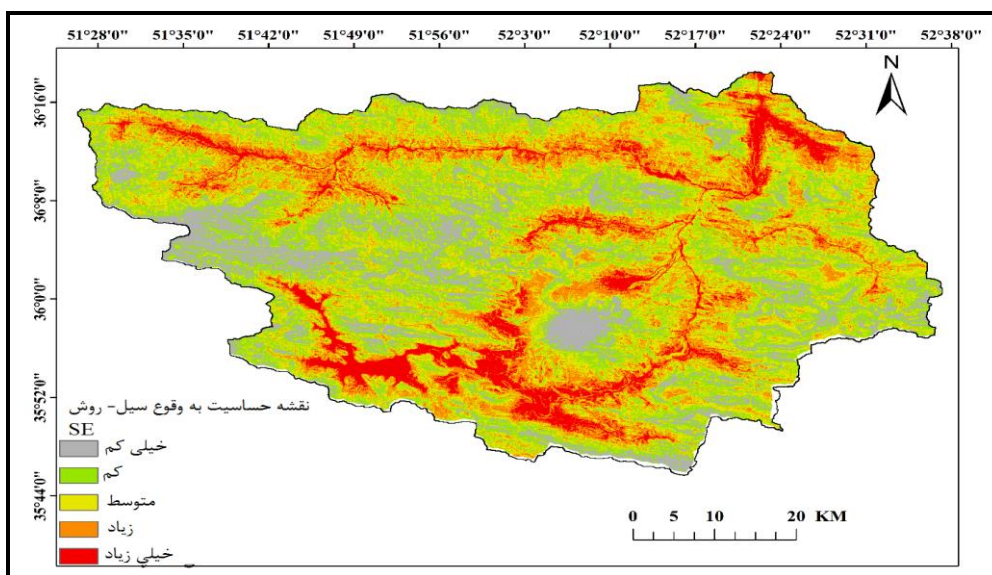 51°28'0" 51°35'0" 51°42'0" 51°49'0" 51°56'0" 52°3'0" 52°10'0" 52°17'0" 52°24'0" 52°31'0" 52°38'0"
N
36°16'0"
36°8'0"
36°0'0"
35°52'0"
35°44'0"
نقشه حساسیت به وقوع سیل- روش
SE
خیلی کم
کم
متوسط
زیاد
خیلی زیاد
0 5 10 20 KM